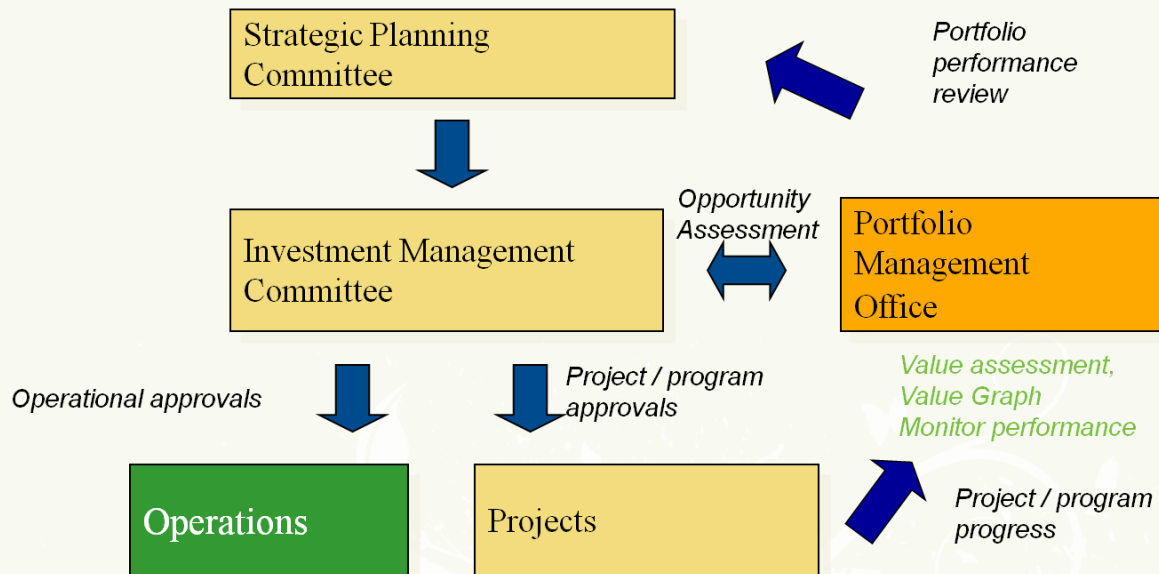 Strategic Planning
Committee
Portfolio
performance
review
Investment Management
Committee
Opportunity
Assessment
Portfolio
Management
Office
Operational approvals
Project / program
approvals
Value assessment,
Value Graph
Monitor performance
Operations
Projects
Project / program
progress